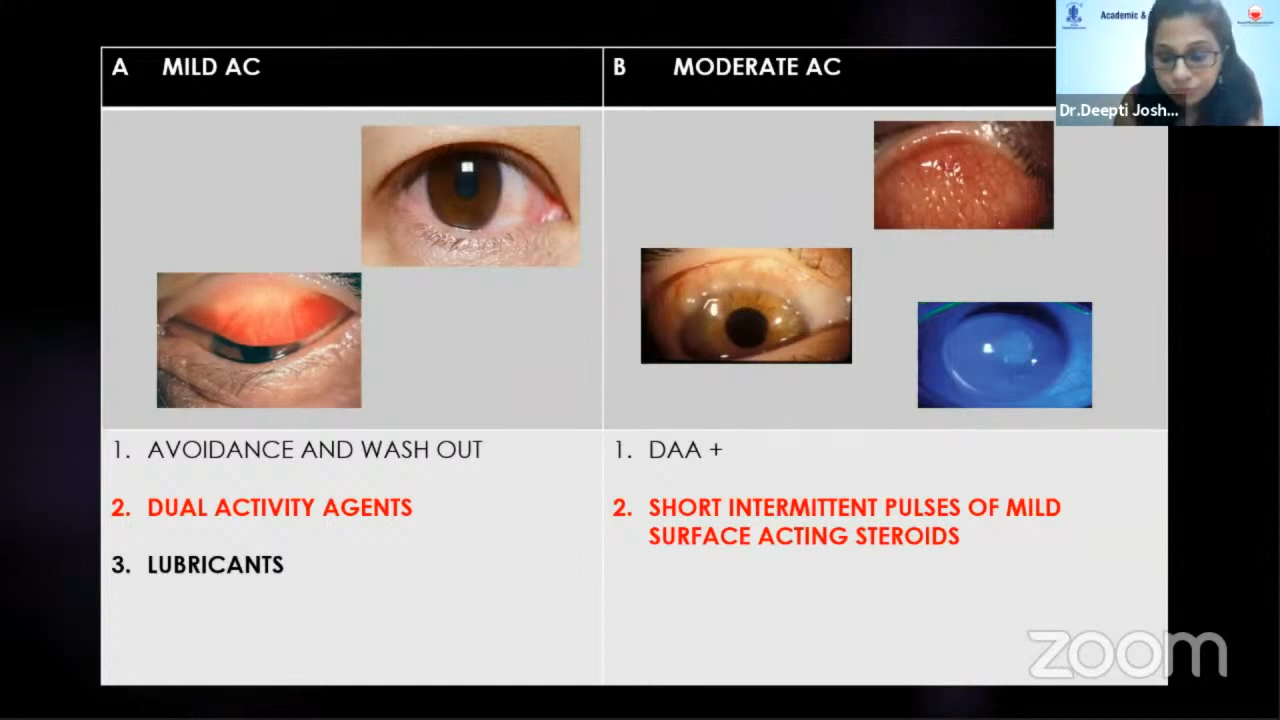 Academic &
Dr.Deepti Josh...
A MILD AC
B MODERATE AC
1. AVOIDANCE AND WASH OUT
2. DUAL ACTIVITY AGENTS
3. LUBRICANTS
1. DAA +
2. SHORT INTERMITTENT PULSES OF MILD
SURFACE ACTING STEROIDS
zoom